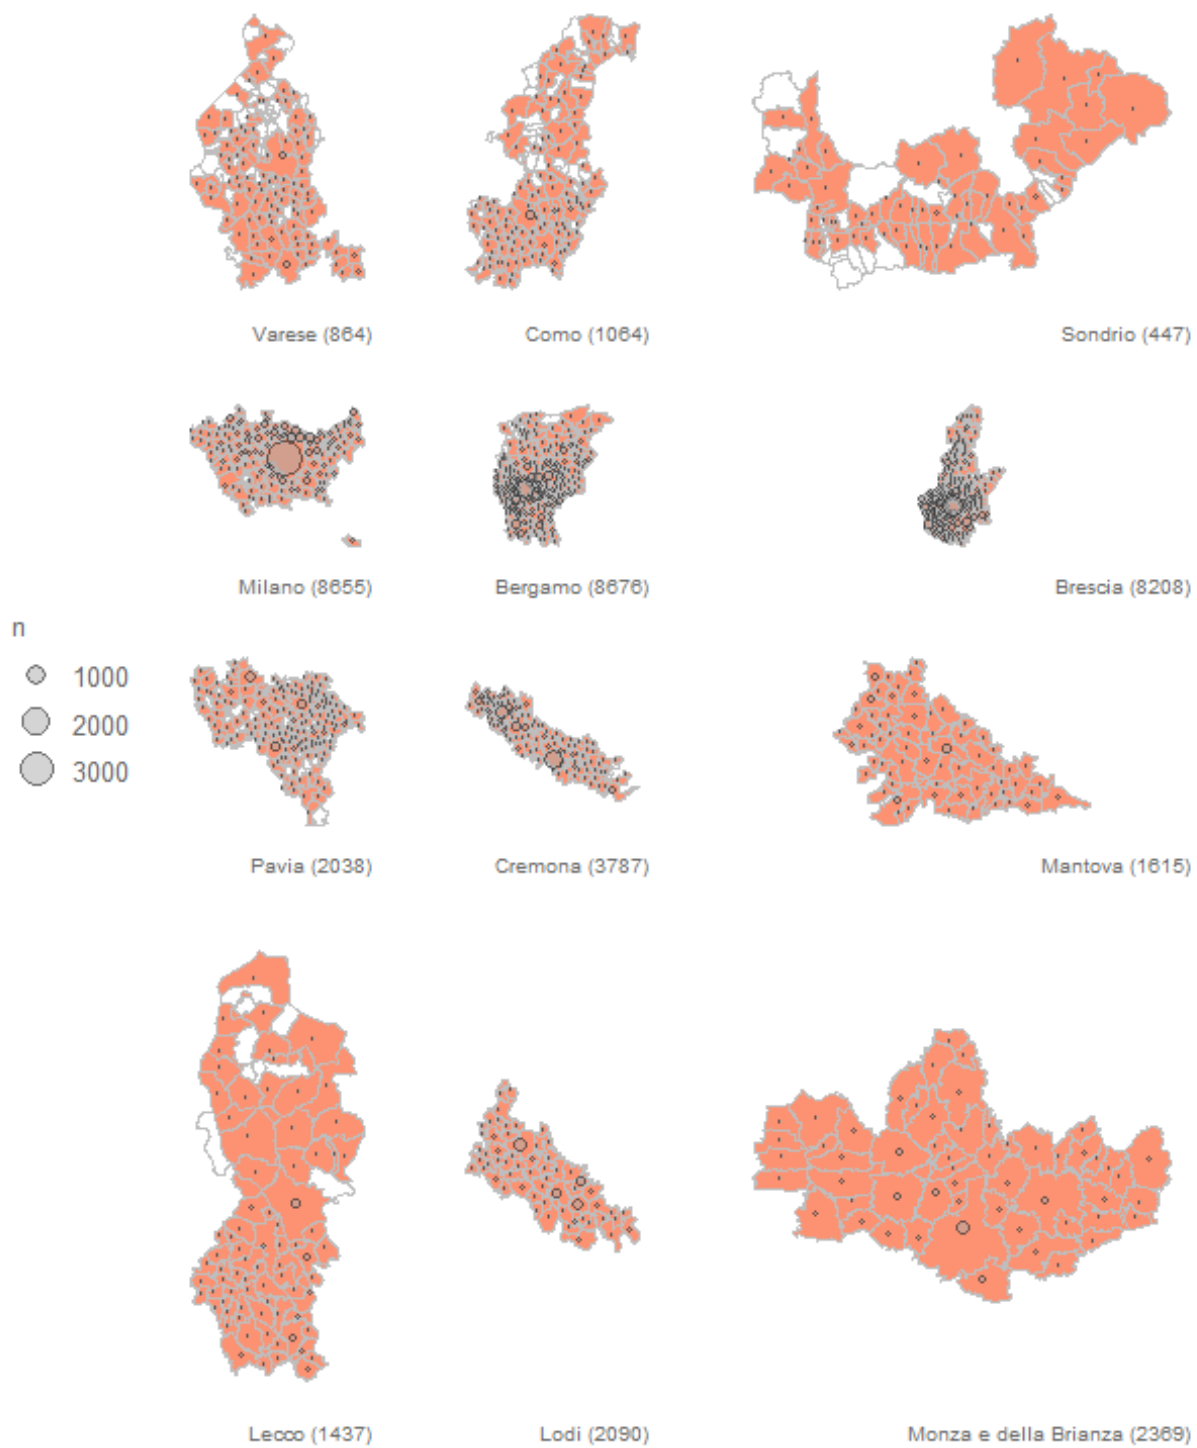 Varese (864)
Como (1064)
Sondrio (447)
Milano (8655)
Bergamo (8676)
Brescia (8208)
n
1000
2000
3000
Pavia (2038)
Cremona (3787)
Mantova (1615)
Lecco (1437)
Lodi (2090)
Monza e della Brianza (2369)